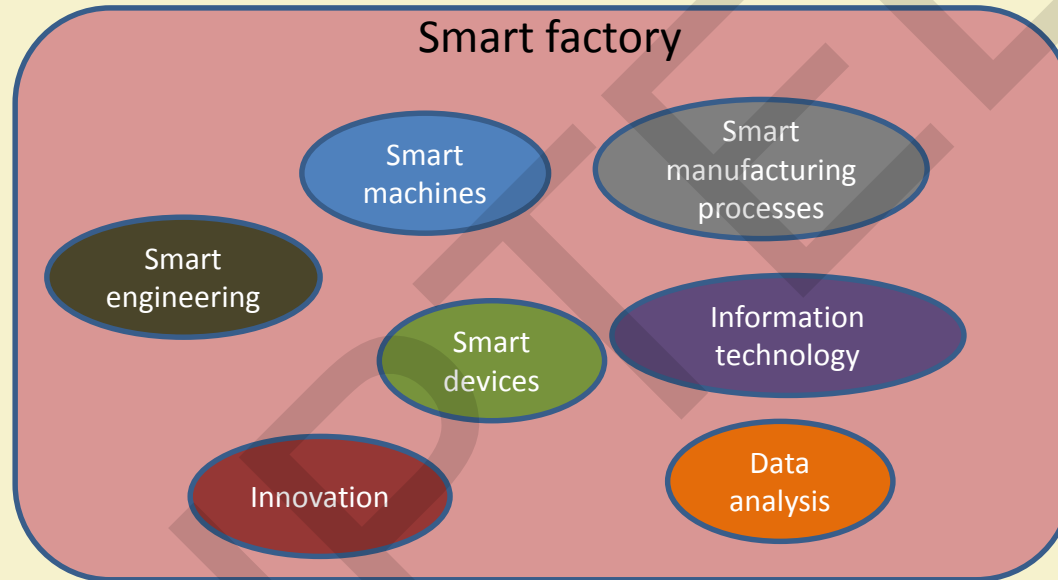 Smart factory
Smart
machines
Smart
manufacturing
processes
Smart
engineering
Smart
devices
Information
technology
Innovation
Data
analysis